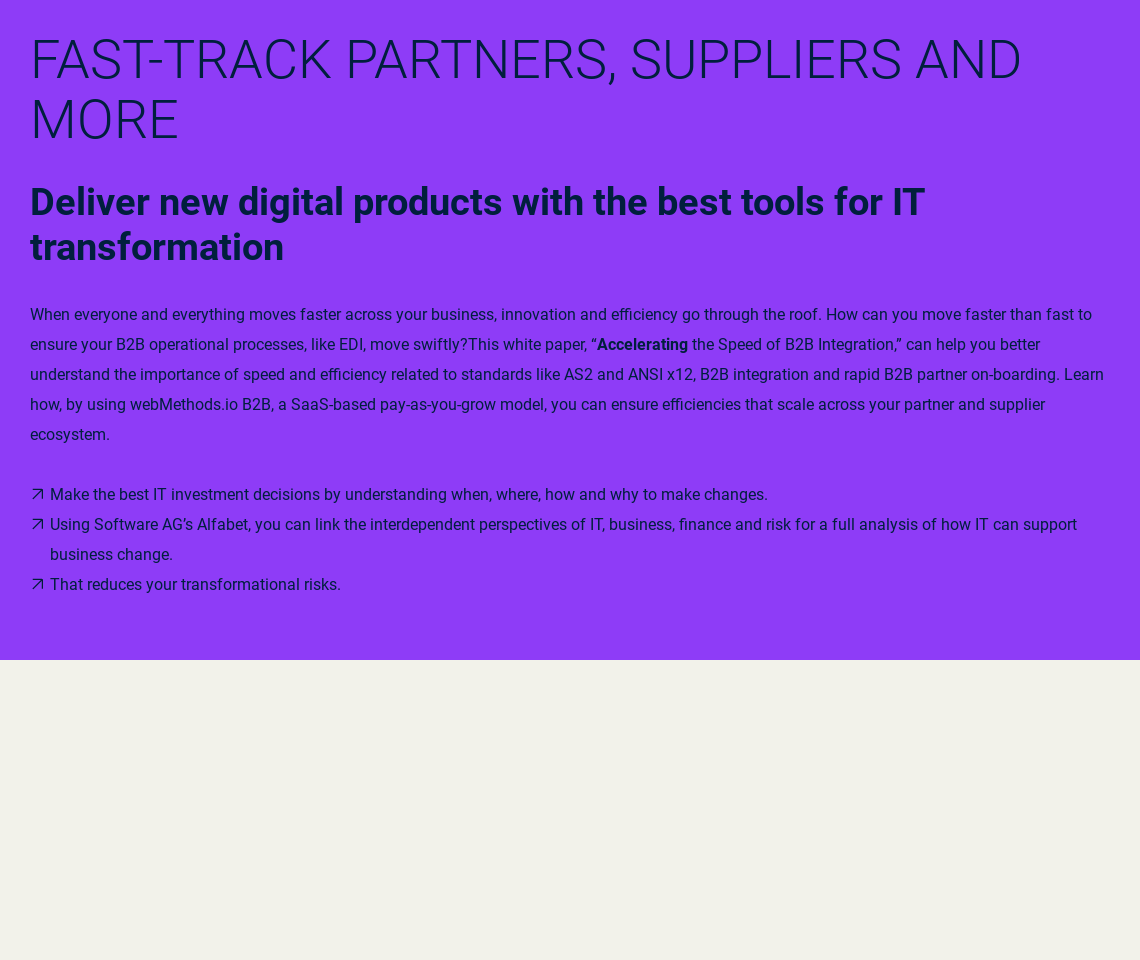 FAST-TRACK PARTNERS, SUPPLIERS AND
MORE
Deliver new digital products with the best tools for IT
transformation
When everyone and everything moves faster across your business, innovation and efficiency go through the roof. How can you move faster than fast to
ensure your B2B operational processes, like EDI, move swiftly?This white paper, “Accelerating the Speed of B2B Integration,” can help you better
understand the importance of speed and efficiency related to standards like AS2 and ANSI x12, B2B integration and rapid B2B partner on-boarding. Learn
how, by using webMethods.io B2B, a SaaS-based pay-as-you-grow model, you can ensure efficiencies that scale across your partner and supplier
ecosystem.
Make the best IT investment decisions by understanding when, where, how and why to make changes.
Using Software AG’s Alfabet, you can link the interdependent perspectives of IT, business, finance and risk for a full analysis of how IT can support
business change.
That reduces your transformational risks.